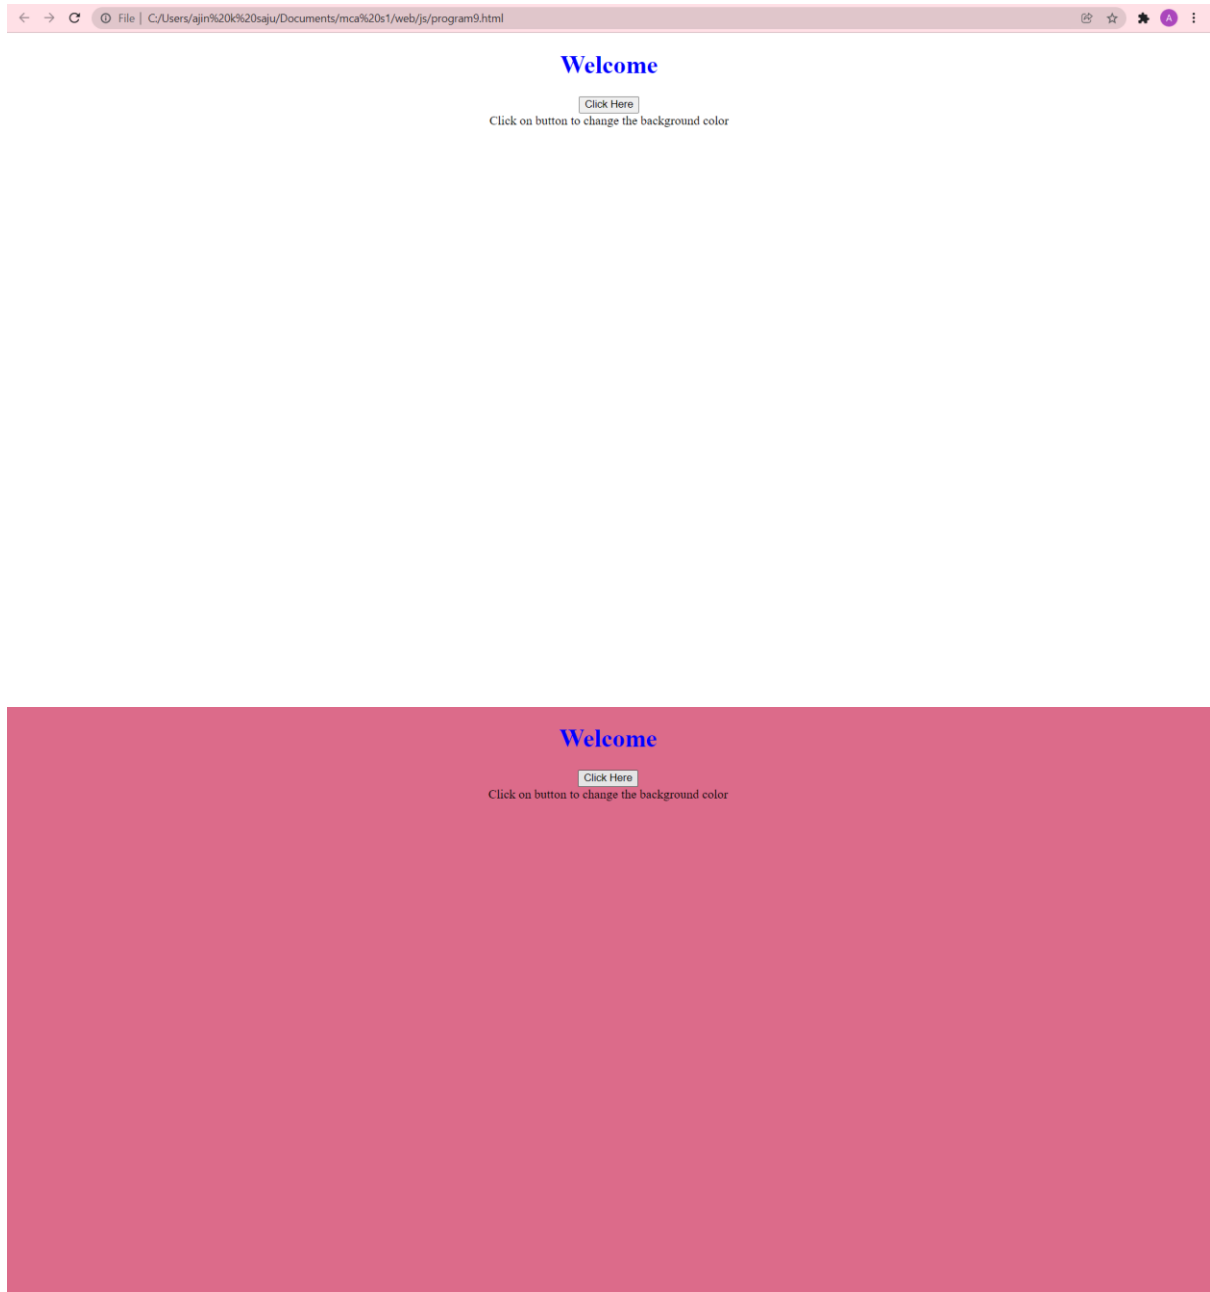 File | C:/Users/ajin%20k%20saju/Documents/mca%20s1/web/js/program9.html A
Welcome
Click Here
Click on button to change the background color
Welcome
Click Here
Click on button to change the background color